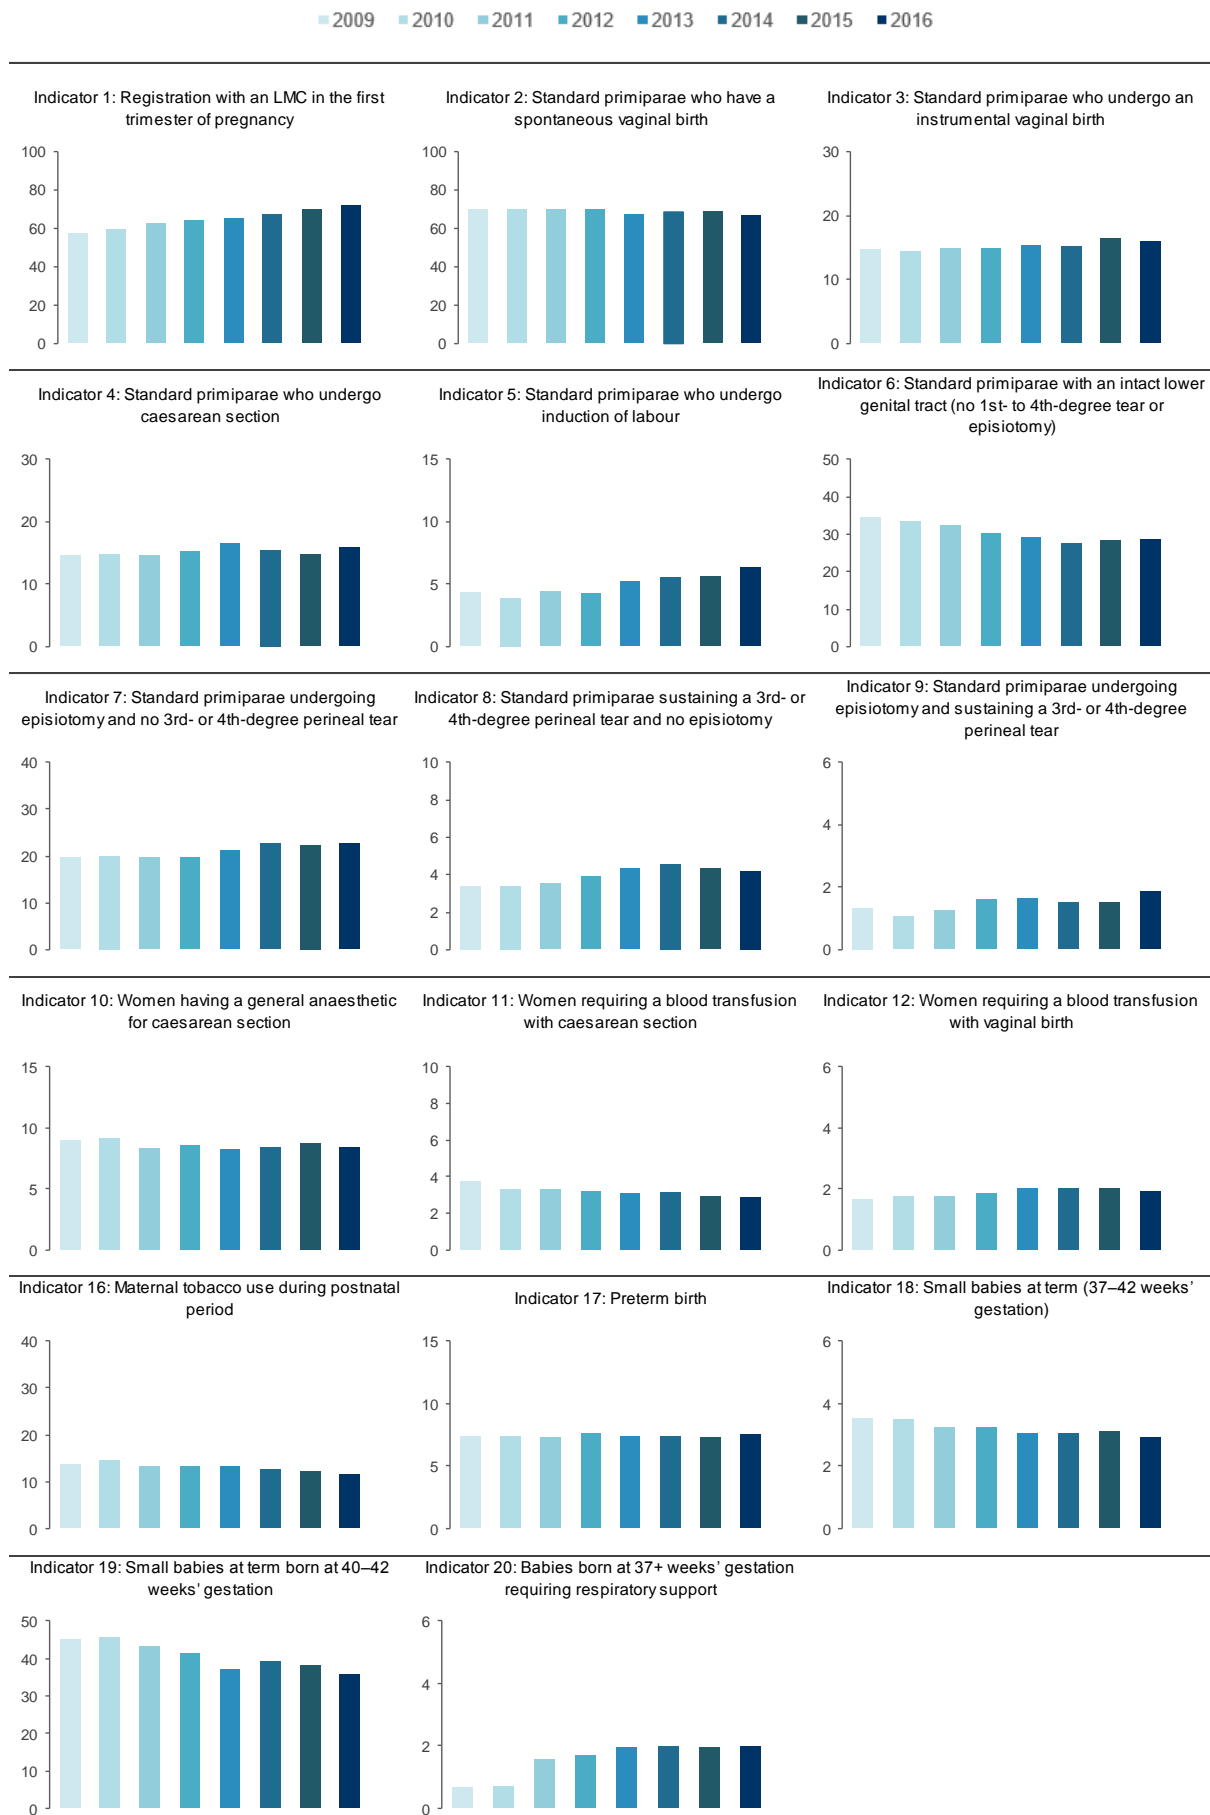 2009 2010 2011 2012 2013 2014 2015 2016
Indicator 1: Registration with an LMC in the first
trimester of pregnancy
100
80
60
40
20
0
Indicator 2: Standard primiparae who have a
spontaneous vaginal birth
100
80
60
40
20
0
Indicator 3: Standard primiparae who undergo an
instrumental vaginal birth
30
20
10
0
Indicator 4: Standard primiparae who undergo
caesarean section
30
20
10
0
Indicator 5: Standard primiparae who undergo
induction of labour
15
10
5
0
Indicator 6: Standard primiparae with an intact lower
genital tract (no 1st- to 4th-degree tear or
episiotomy)
50
40
30
20
10
0
Indicator 7: Standard primiparae undergoing
episiotomy and no 3rd- or 4th-degree perineal tear
40
30
20
10
0
Indicator 8: Standard primiparae sustaining a 3rd- or
4th-degree perineal tear and no episiotomy
10
8
6
4
2
0
Indicator 9: Standard primiparae undergoing
episiotomy and sustaining a 3rd- or 4th-degree
perineal tear
6
4
2
0
Indicator 10: Women having a general anaesthetic
for caesarean section
15
10
5
0
Indicator 11: Women requiring a blood transfusion
with caesarean section
10
8
6
4
2
0
Indicator 12: Women requiring a blood transfusion
with vaginal birth
6
4
2
0
Indicator 16: Maternal tobacco use during postnatal
period
40
30
20
10
0
Indicator 17: Preterm birth
15
10
5
0
Indicator 18: Small babies at term (37–42 weeks’
gestation)
6
4
2
0
Indicator 19: Small babies at term born at 40–42
weeks’ gestation
50
40
30
20
10
0
Indicator 20: Babies born at 37+ weeks’ gestation
requiring respiratory support
6
4
2
0